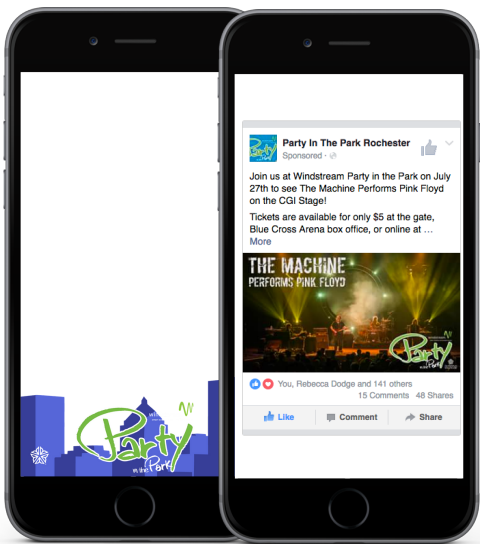 Party
in the Park
Party In The Park Rochester
Sponsored ·
Join us at Windstream Party in the Park on July
27th to see The Machine Performs Pink Floyd
on the CGI Stage!
Tickets are available for only $5 at the gate,
Blue Cross Arena box office, or online at ...
More
THE MACHINE
PERFORMS PINK FLOYD
Party
in the Park
You, Rebecca Dodge and 141 others
15 Comments 48 Shares
Like Comment Share